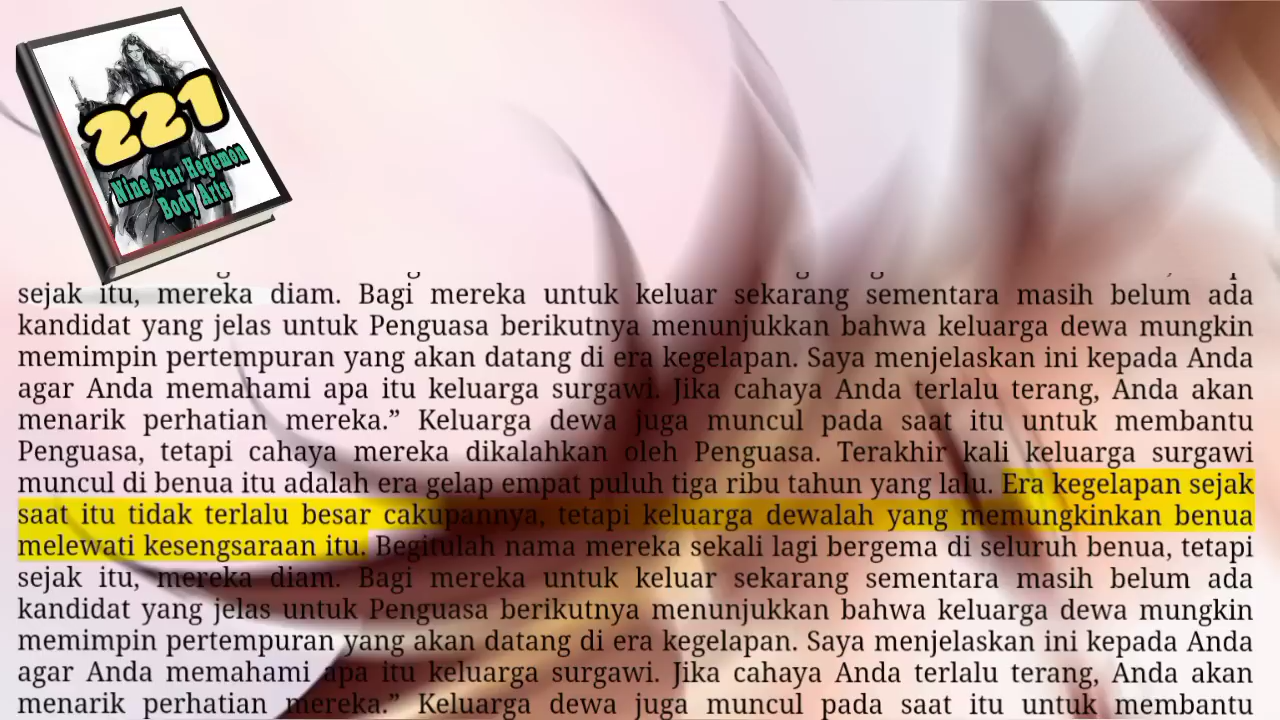 221
Nine Star Hegemon
Body Arts
sejak itu, mereka diam. Bagi mereka untuk keluar sekarang sementara masih belum ada
kandidat yang jelas untuk Penguasa berikutnya menunjukkan bahwa keluarga dewa mungkin
memimpin pertempuran yang akan datang di era kegelapan. Saya menjelaskan ini kepada Anda
agar Anda memahami apa itu keluarga surgawi. Jika cahaya Anda terlalu terang, Anda akan
menarik perhatian mereka.” Keluarga dewa juga muncul pada saat itu untuk membantu
Penguasa, tetapi cahaya mereka dikalahkan oleh Penguasa. Terakhir kali keluarga surgawi
muncul di benua itu adalah era gelap empat puluh tiga ribu tahun yang lalu. Era kegelapan sejak
saat itu tidak terlalu besar cakupannya, tetapi keluarga dewalah yang memungkinkan benua
melewati kesengsaraan itu. Begitulah nama mereka sekali lagi bergema di seluruh benua, tetapi
sejak itu, mereka diam. Bagi mereka untuk keluar sekarang sementara masih belum ada
kandidat yang jelas untuk Penguasa berikutnya menunjukkan bahwa keluarga dewa mungkin
memimpin pertempuran yang akan datang di era kegelapan. Saya menjelaskan ini kepada Anda
agar Anda memahami apa itu keluarga surgawi. Jika cahaya Anda terlalu terang, Anda akan
menarik perhatian mereka.” Keluarga dewa juga muncul pada saat itu untuk membantu